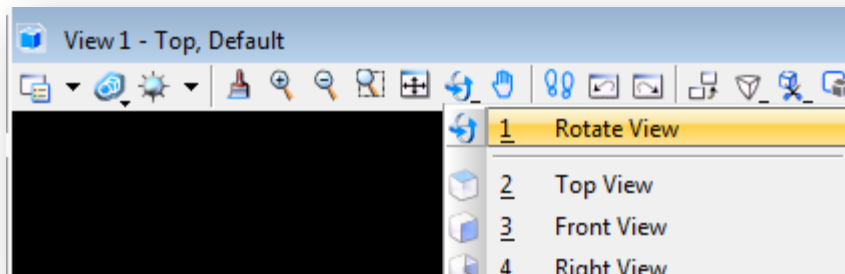 View 1 - Top, Default
1 Rotate View
2 Top View
3 Front View
4 Right View